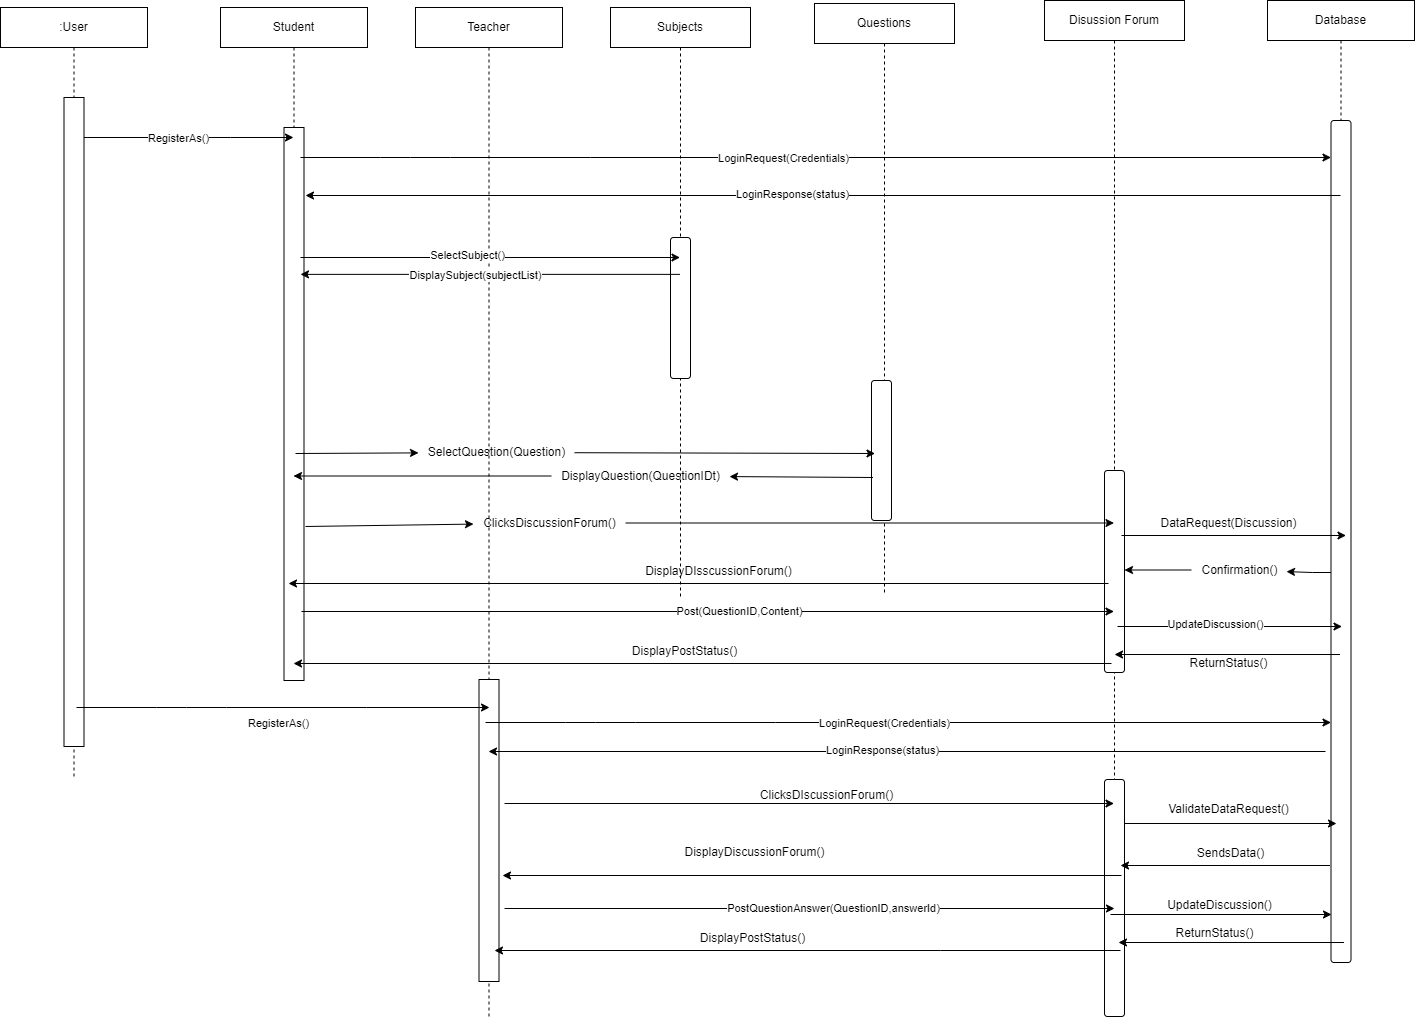 :User
Student
Teacher
Subjects
Questions
Disussion Forum
Database
RegisterAs()
LoginRequest(Credentials)
LoginResponse(status)
SelectSubject()
DisplaySubject(subjectList)
SelectQuestion(Question)
DisplayQuestion(QuestionIDt)
ClicksDiscussionForum()
DataRequest(Discussion)
Confirmation()
DisplayDIsscussionForum()
Post(QuestionID,Content)
UpdateDiscussion()
DisplayPostStatus()
ReturnStatus()
RegisterAs()
LoginRequest(Credentials)
LoginResponse(status)
ClicksDIscussionForum()
ValidateDataRequest()
DisplayDiscussionForum()
SendsData()
PostQuestionAnswer(QuestionID,answerId)
UpdateDiscussion()
DisplayPostStatus()
ReturnStatus()